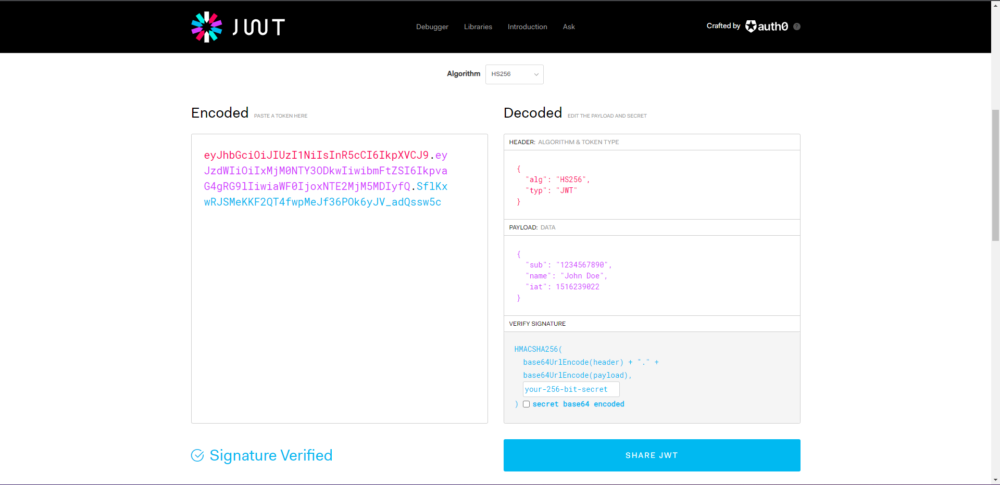 JWT
Debugger Libraries Introduction Ask
Crafted by auth0 ?
Algorithm HS256
Encoded PASTE A TOKEN HERE
eyJhbGciOiJIUzI1NiIsInR5cCI6IkpXVCJ9.ey
JzdWIiOiIxMjM0NTY3ODkwIiwibmFtZSI6Ikpva
G4gRG9lIiwiaWF0IjoxNTE2MjM5MDIyfQ.SflKx
wRJSMeKKF2QT4fwpMeJf36POk6yJV_adQssw5c
Signature Verified
Decoded EDIT THE PAYLOAD AND SECRET
HEADER: ALGORITHM & TOKEN TYPE
{
"alg": "HS256",
"typ": "JWT"
}
PAYLOAD: DATA
{
"sub": "1234567890",
"name": "John Doe",
"iat": 1516239022
}
VERIFY SIGNATURE
HMACSHA256(
base64UrlEncode(header) + "." +
base64UrlEncode(payload),
your-256-bit-secret
) secret base64 encoded
SHARE JWT